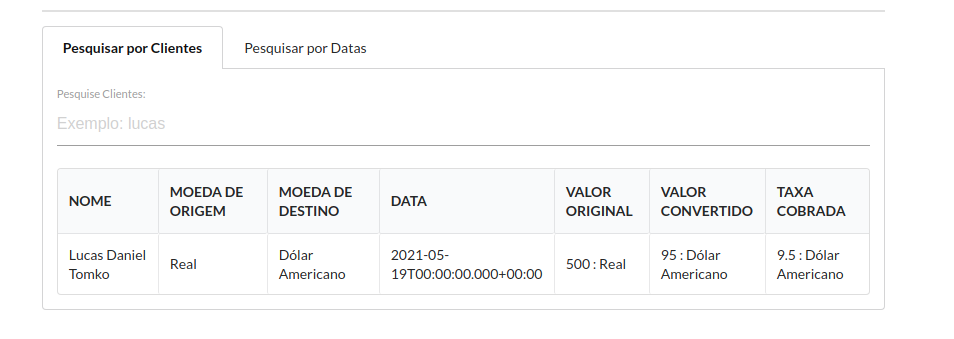 Pesquisar por Clientes
Pesquisar por Datas
Pesquise Clientes:
Exemplo: lucas
NOME
MOEDA DE
ORIGEM
MOEDA DE
DESTINO
DATA
VALOR
ORIGINAL
VALOR
CONVERTIDO
TAXA
COBRADA
Lucas Daniel
Tomko
Real
Dólar
Americano
2021-05-
19T00:00:00.000+00:00
500 : Real
95 : Dólar
Americano
9.5 : Dólar
Americano